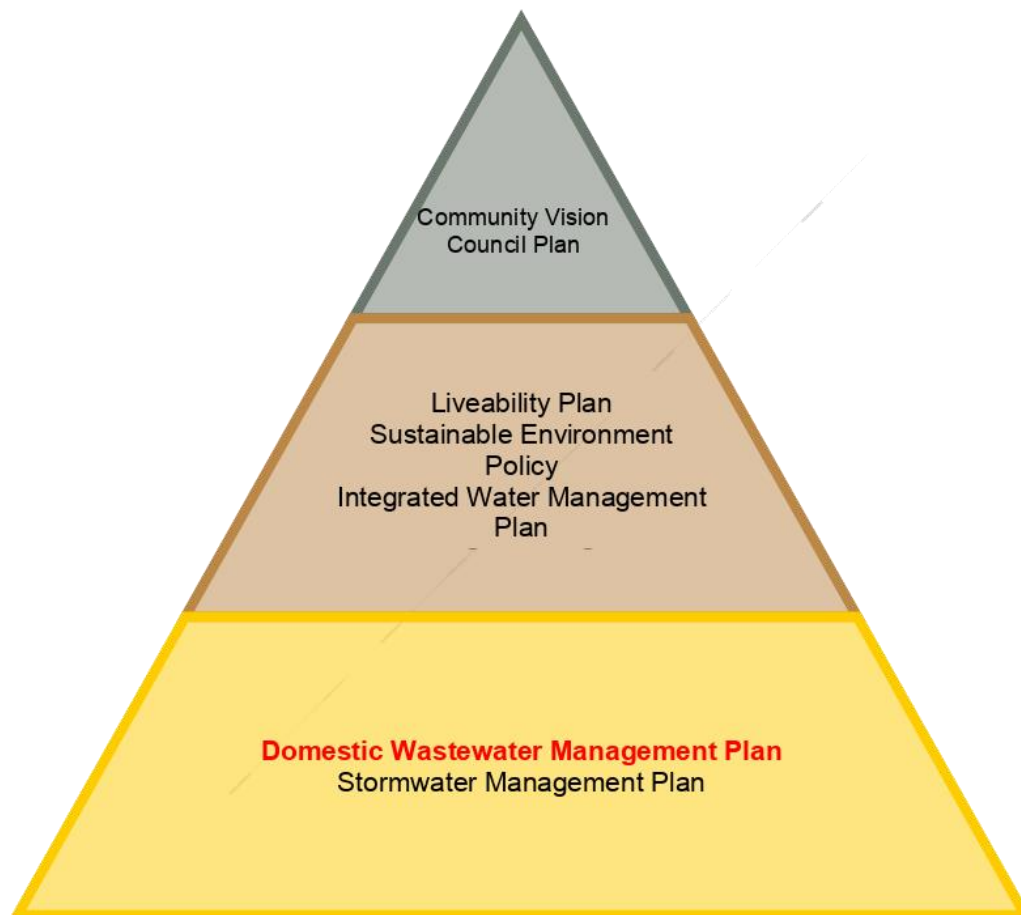 Community Vision
Council Plan
Liveability Plan
Sustainable Environment
Policy
Integrated Water Management
Plan
Domestic Wastewater Management Plan
Stormwater Management Plan